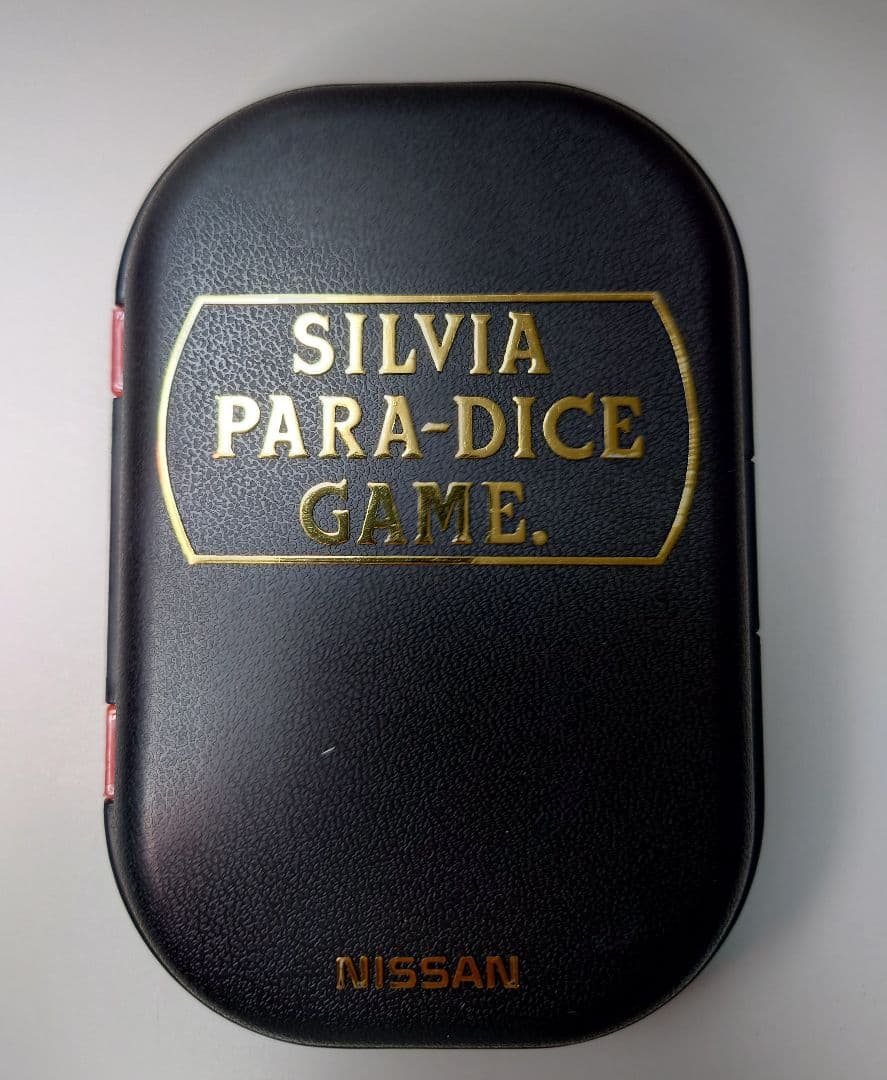 SILVIA
PARA-DICE
GAME.
NISSAN